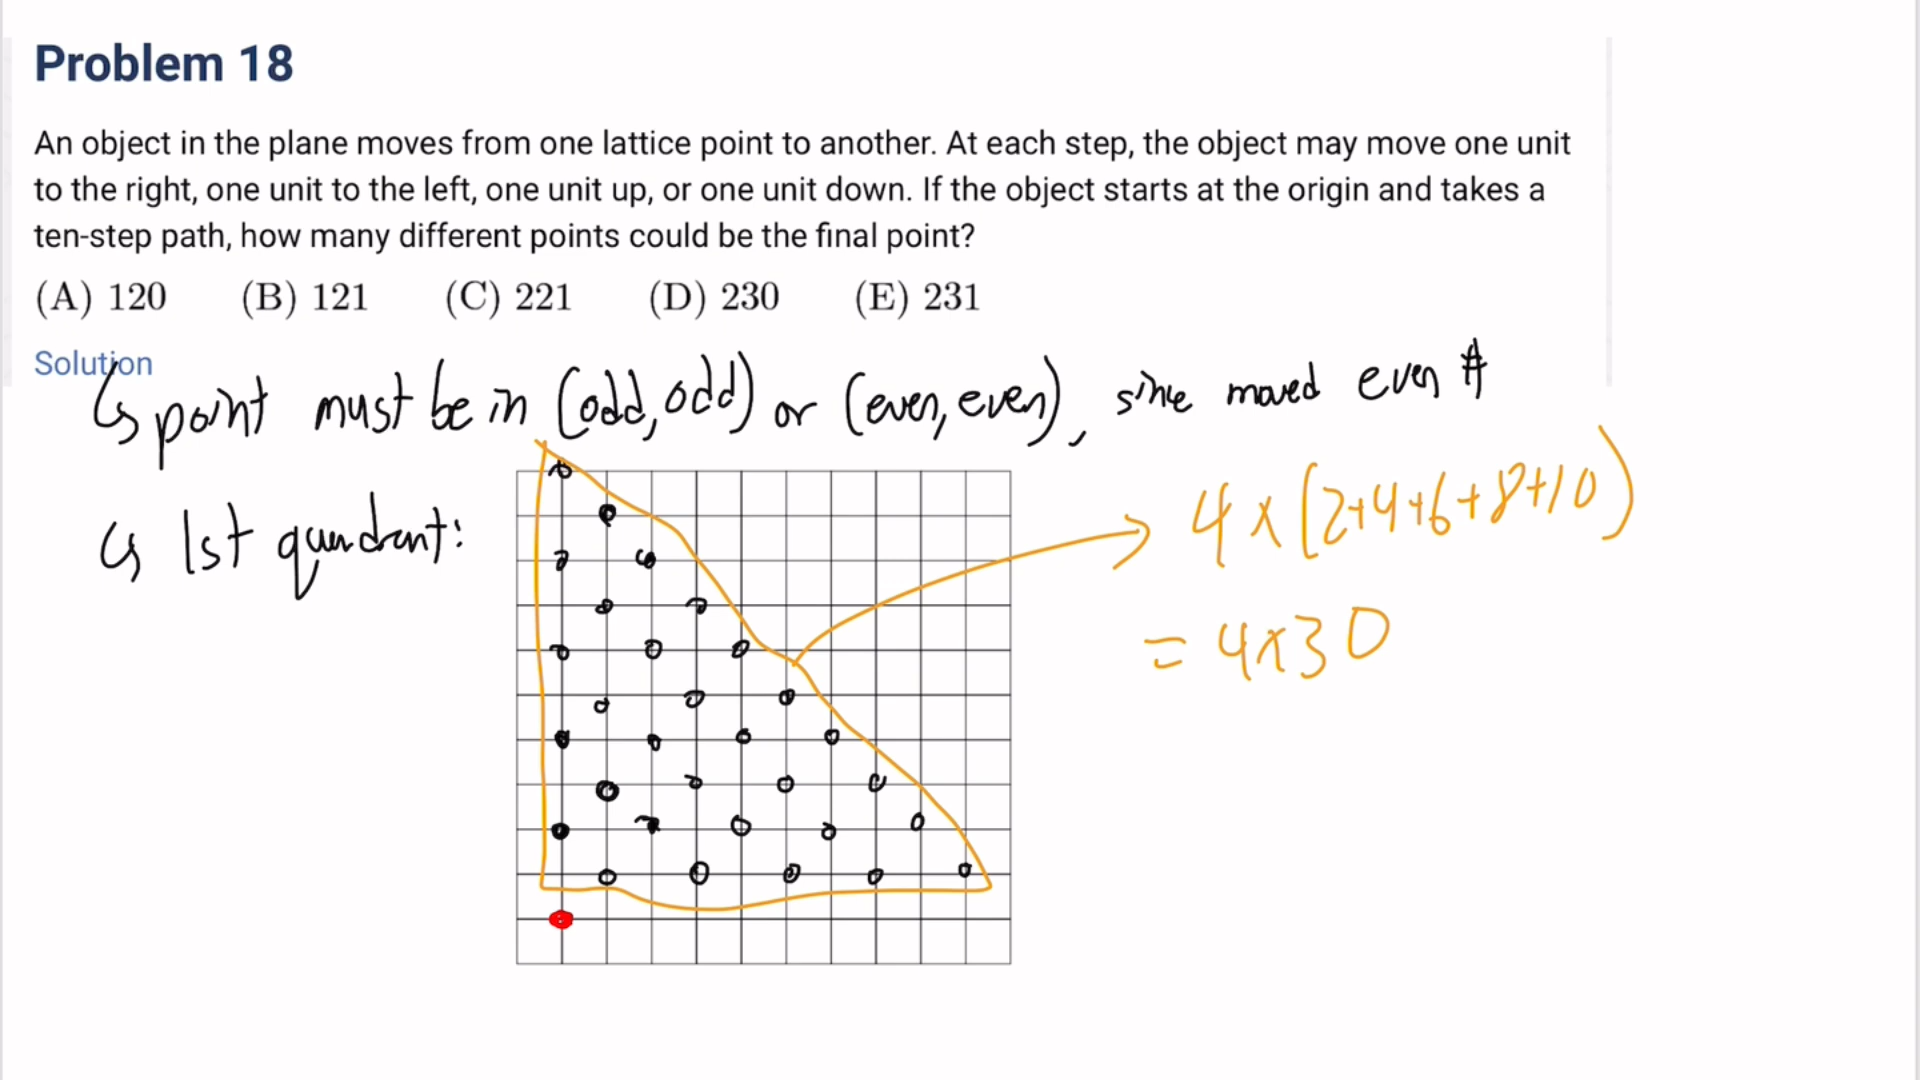 Problem 18
An object in the plane moves from one lattice point to another. At each step, the object may move one unit
to the right, one unit to the left, one unit up, or one unit down. If the object starts at the origin and takes a
ten-step path, how many different points could be the final point?
(A) 120 (B) 121 (C) 221 (D) 230 (E) 231
Solution
point must be in (odd, odd) or (even, even), since moved even #
1st quadrant:
4 × (2+4+6+8+10)
= 4×30